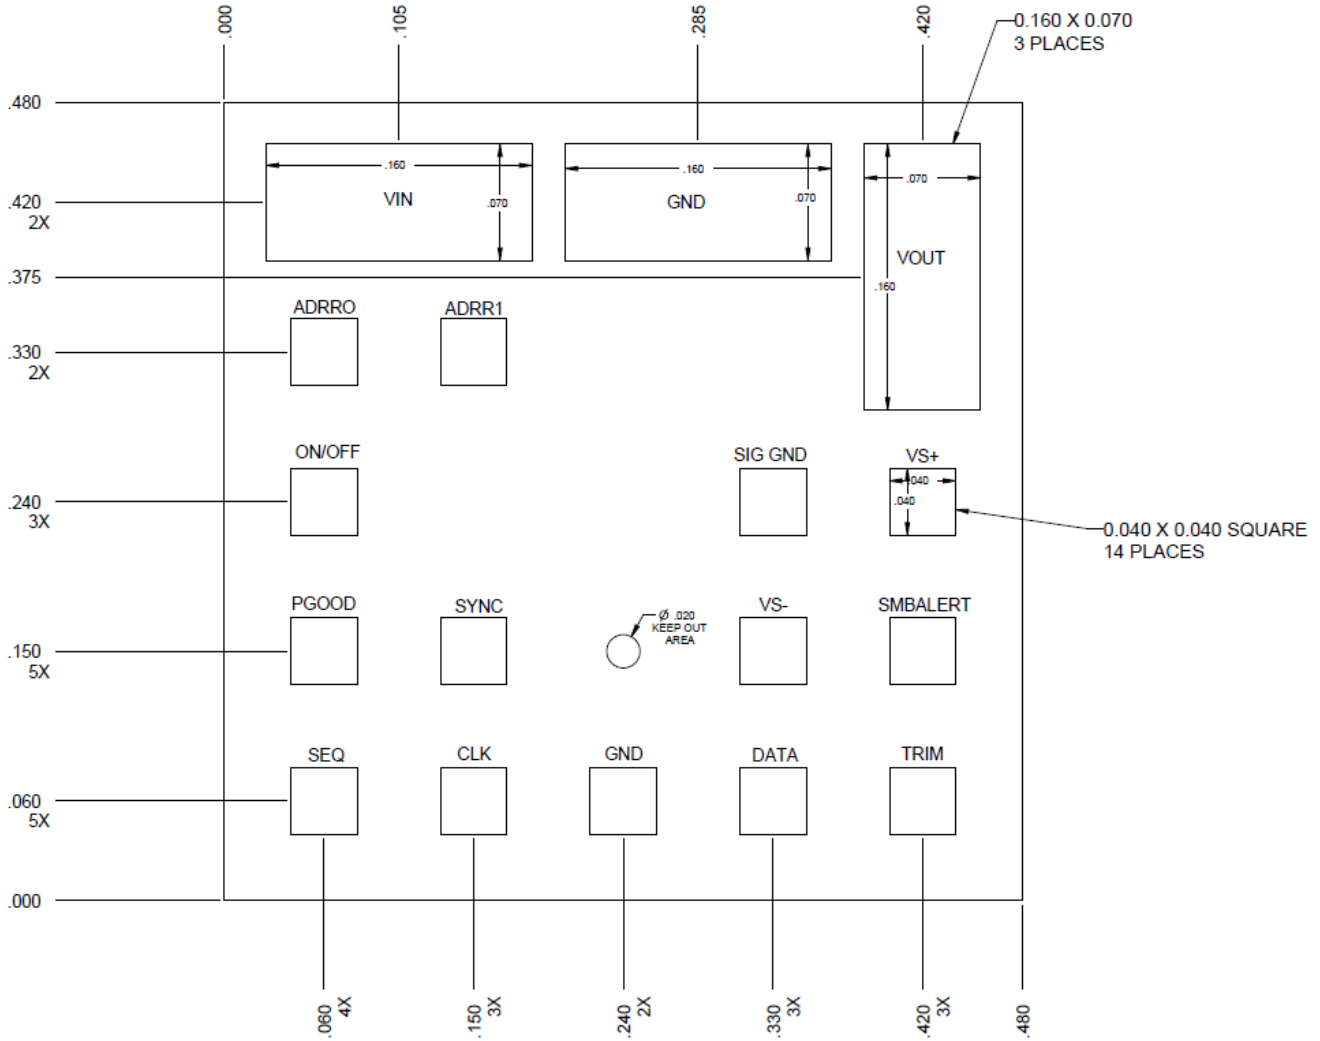 .000
.105
.285
.420
0.160 X 0.070
3 PLACES
.480
.160
.070
VIN
.160
.070
GND
.070
VOUT
.160
.420
2X
.375
ADRRO
ADRR1
.330
2X
ON/OFF
SIG GND
VS+
.040
.040
.240
3X
0.040 X 0.040 SQUARE
14 PLACES
PGOOD
SYNC
Ø .020
KEEP OUT
AREA
VS-
SMBALERT
.150
5X
SEQ
CLK
GND
DATA
TRIM
.060
5X
.000
.060 4X
.150 3X
.240 2X
.330 3X
.420 3X
.480